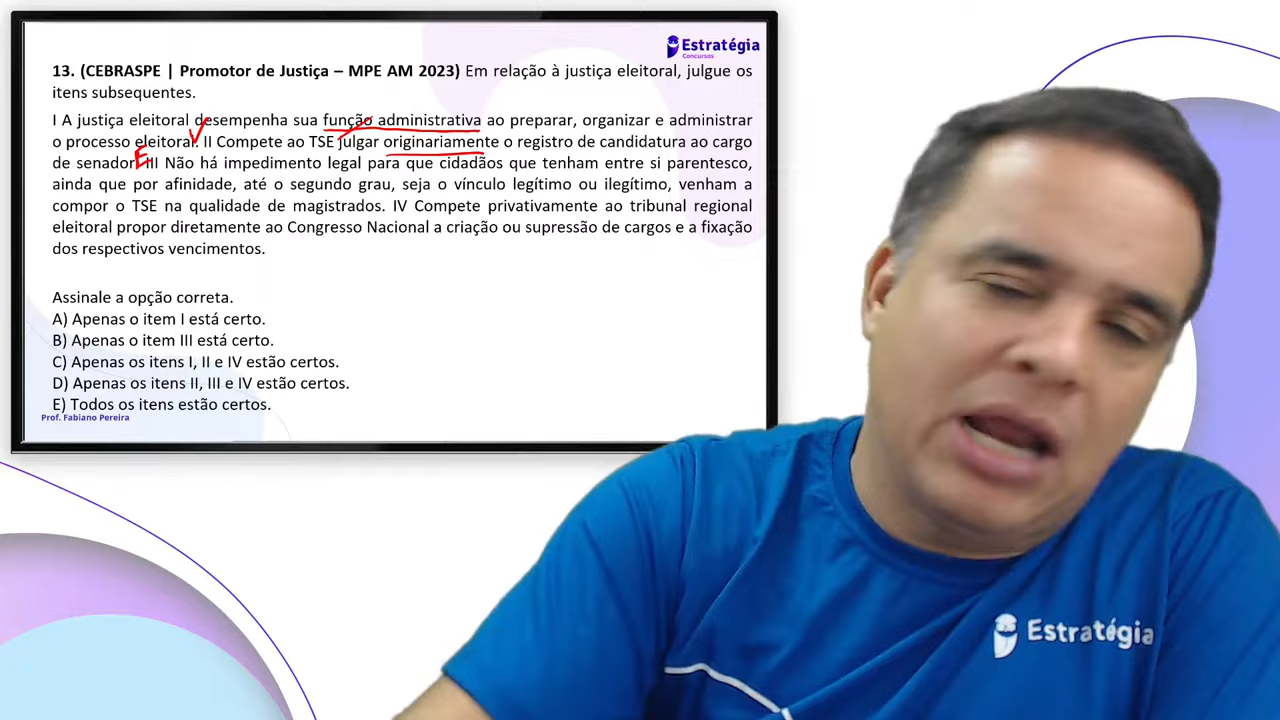 Estratégia
Concursos
13. (CEBRASPE | Promotor de Justiça – MPE AM 2023) Em relação à justiça eleitoral, julgue os
itens subsequentes.
I A justiça eleitoral desempenha sua função administrativa ao preparar, organizar e administrar
o processo eleitoral. II Compete ao TSE julgar originariamente o registro de candidatura ao cargo
de senador. III Não há impedimento legal para que cidadãos que tenham entre si parentesco,
ainda que por afinidade, até o segundo grau, seja o vínculo legítimo ou ilegítimo, venham a
compor o TSE na qualidade de magistrados. IV Compete privativamente ao tribunal regional
eleitoral propor diretamente ao Congresso Nacional a criação ou supressão de cargos e a fixação
dos respectivos vencimentos.
E
Assinale a opção correta.
A) Apenas o item I está certo.
B) Apenas o item III está certo.
C) Apenas os itens I, II e IV estão certos.
D) Apenas os itens II, III e IV estão certos.
E) Todos os itens estão certos.
Prof. Fabiano Pereira
Estratégia